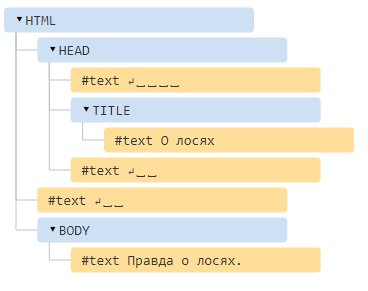 ▾HTML
▾HEAD
#text ↵␣␣␣␣
▾TITLE
#text О лосях
#text ↵␣␣
#text ↵␣␣
▾BODY
#text Правда о лосях.